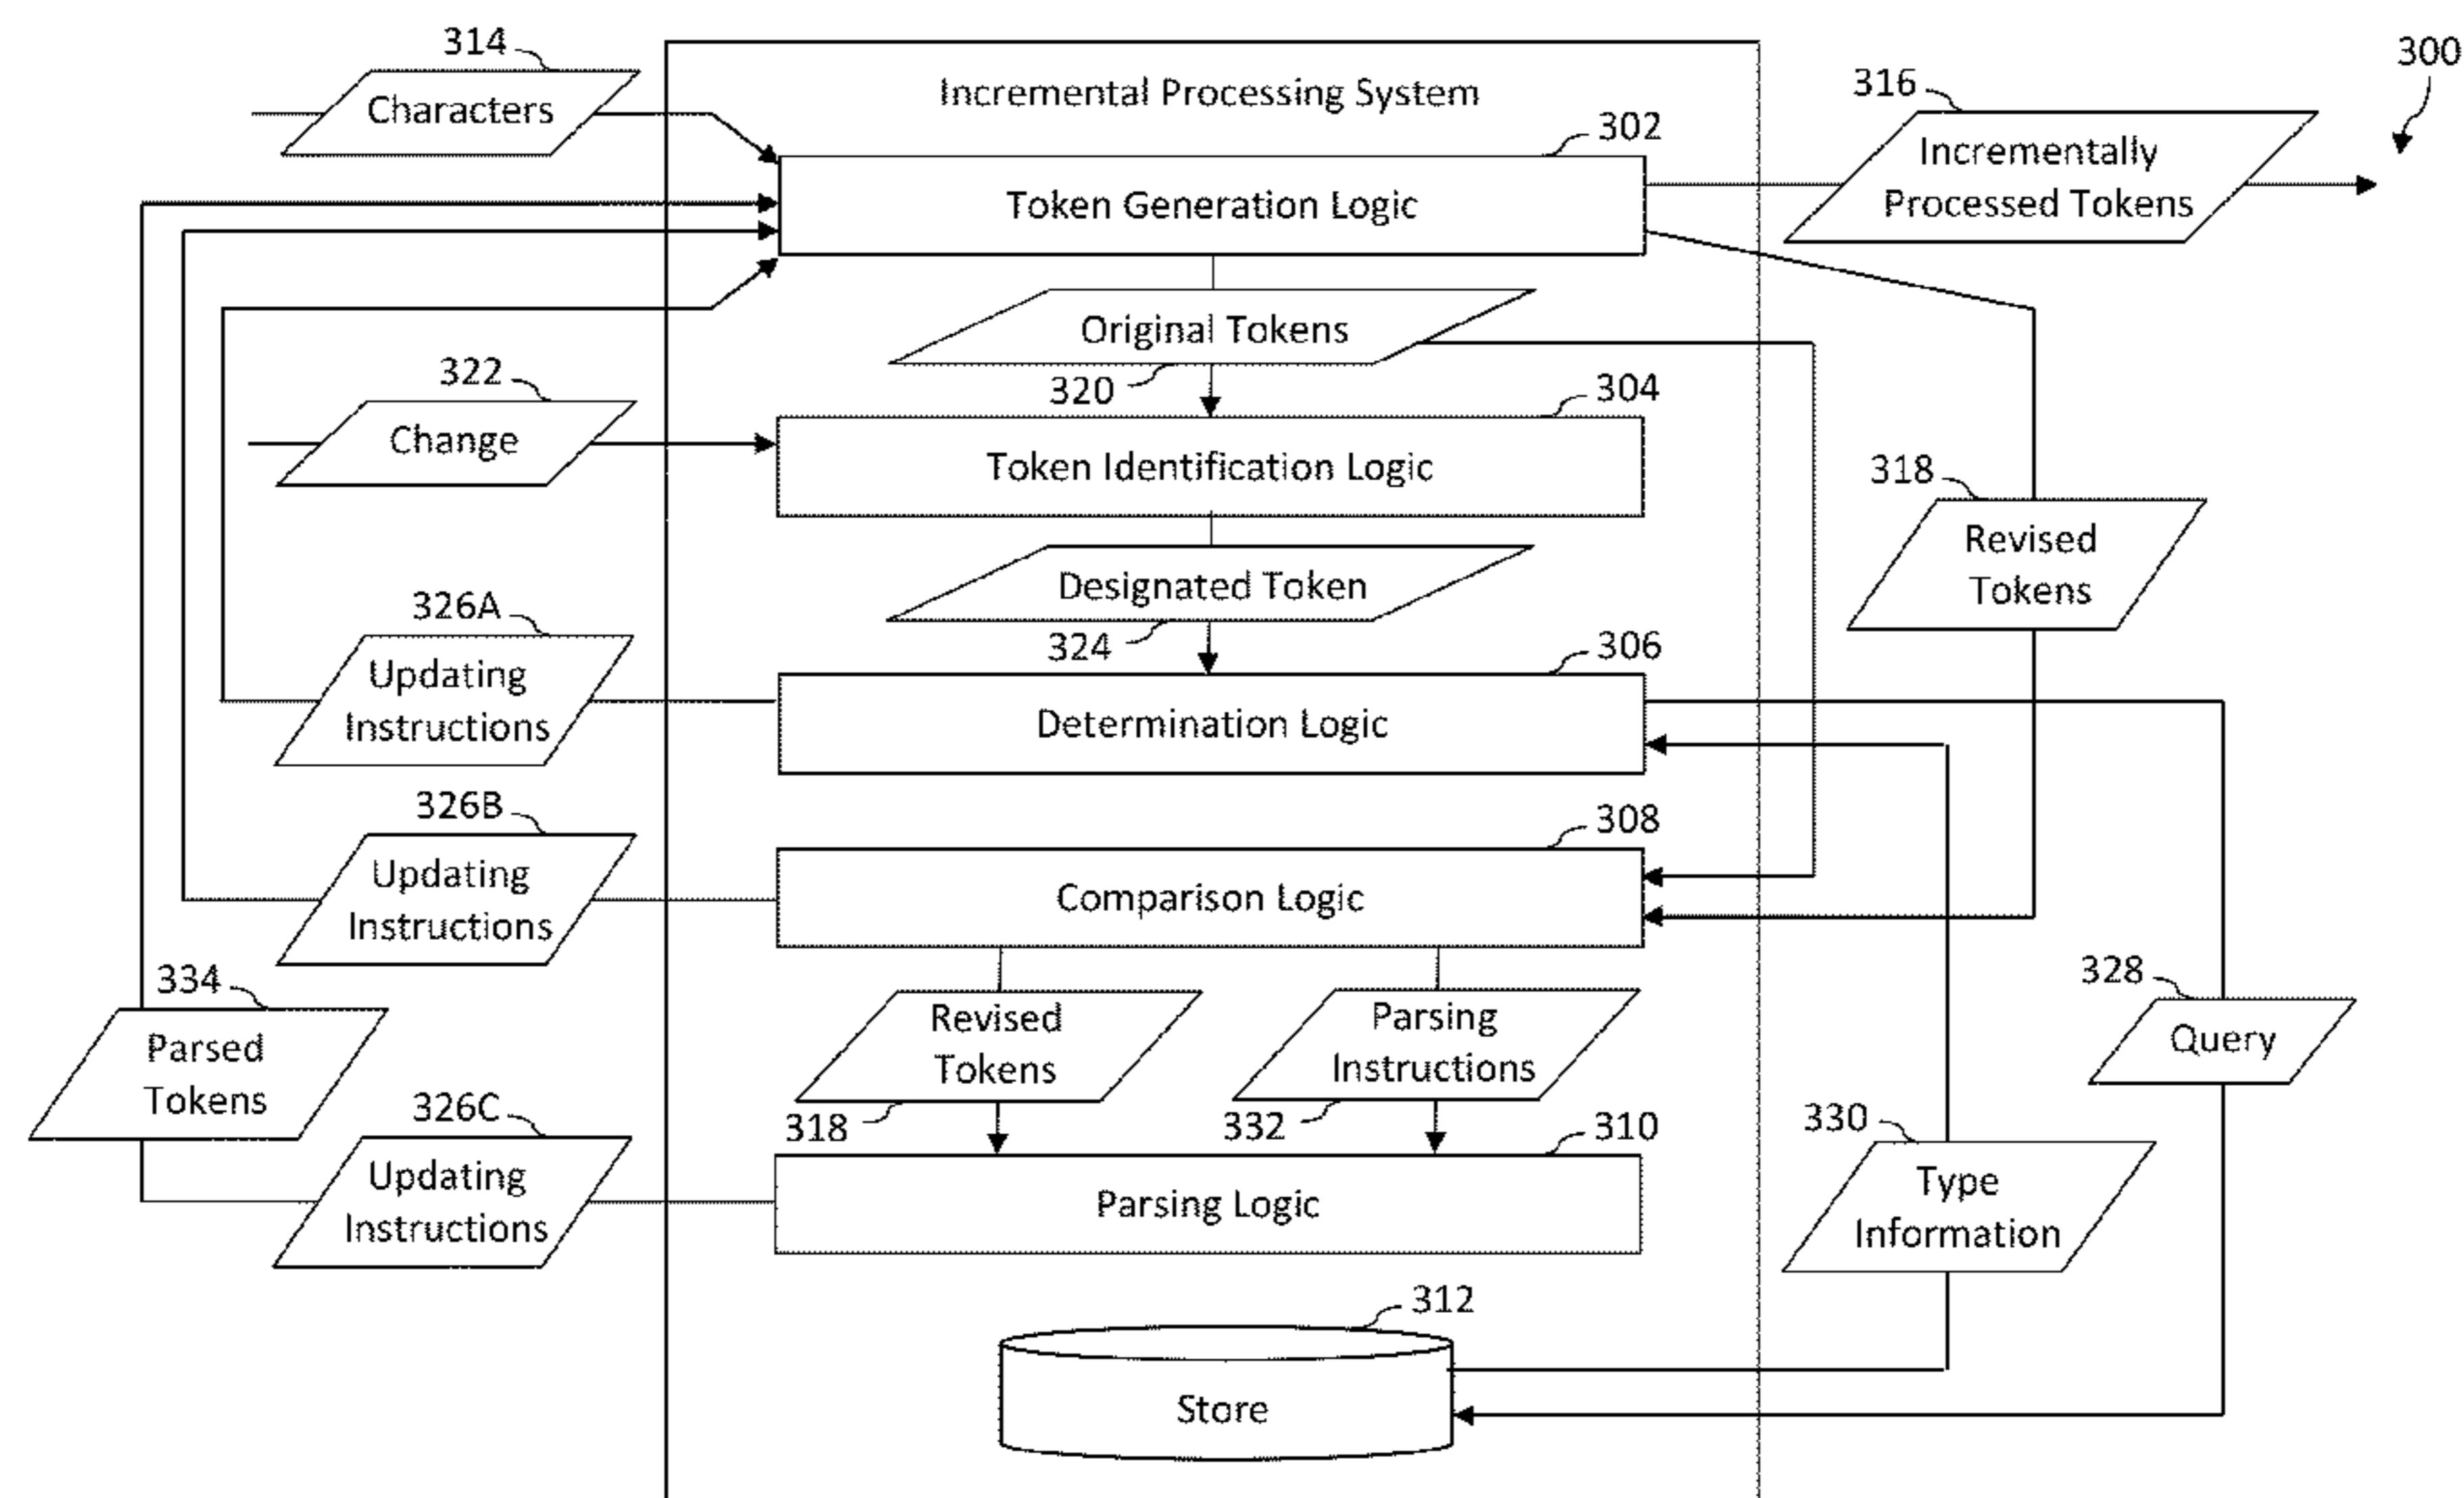 314
Characters
Incremental Processing System
300
316
Incrementally
Processed Tokens
302
Token Generation Logic
Original Tokens
320
322
Change
304
Token Identification Logic
318
Revised
Tokens
Designated Token
324
326A
Updating
Instructions
306
Determination Logic
326B
Updating
Instructions
308
Comparison Logic
334
Parsed
Tokens
Revised
Tokens
318
Parsing
Instructions
332
328
Query
326C
Updating
Instructions
310
Parsing Logic
330
Type
Information
312
Store